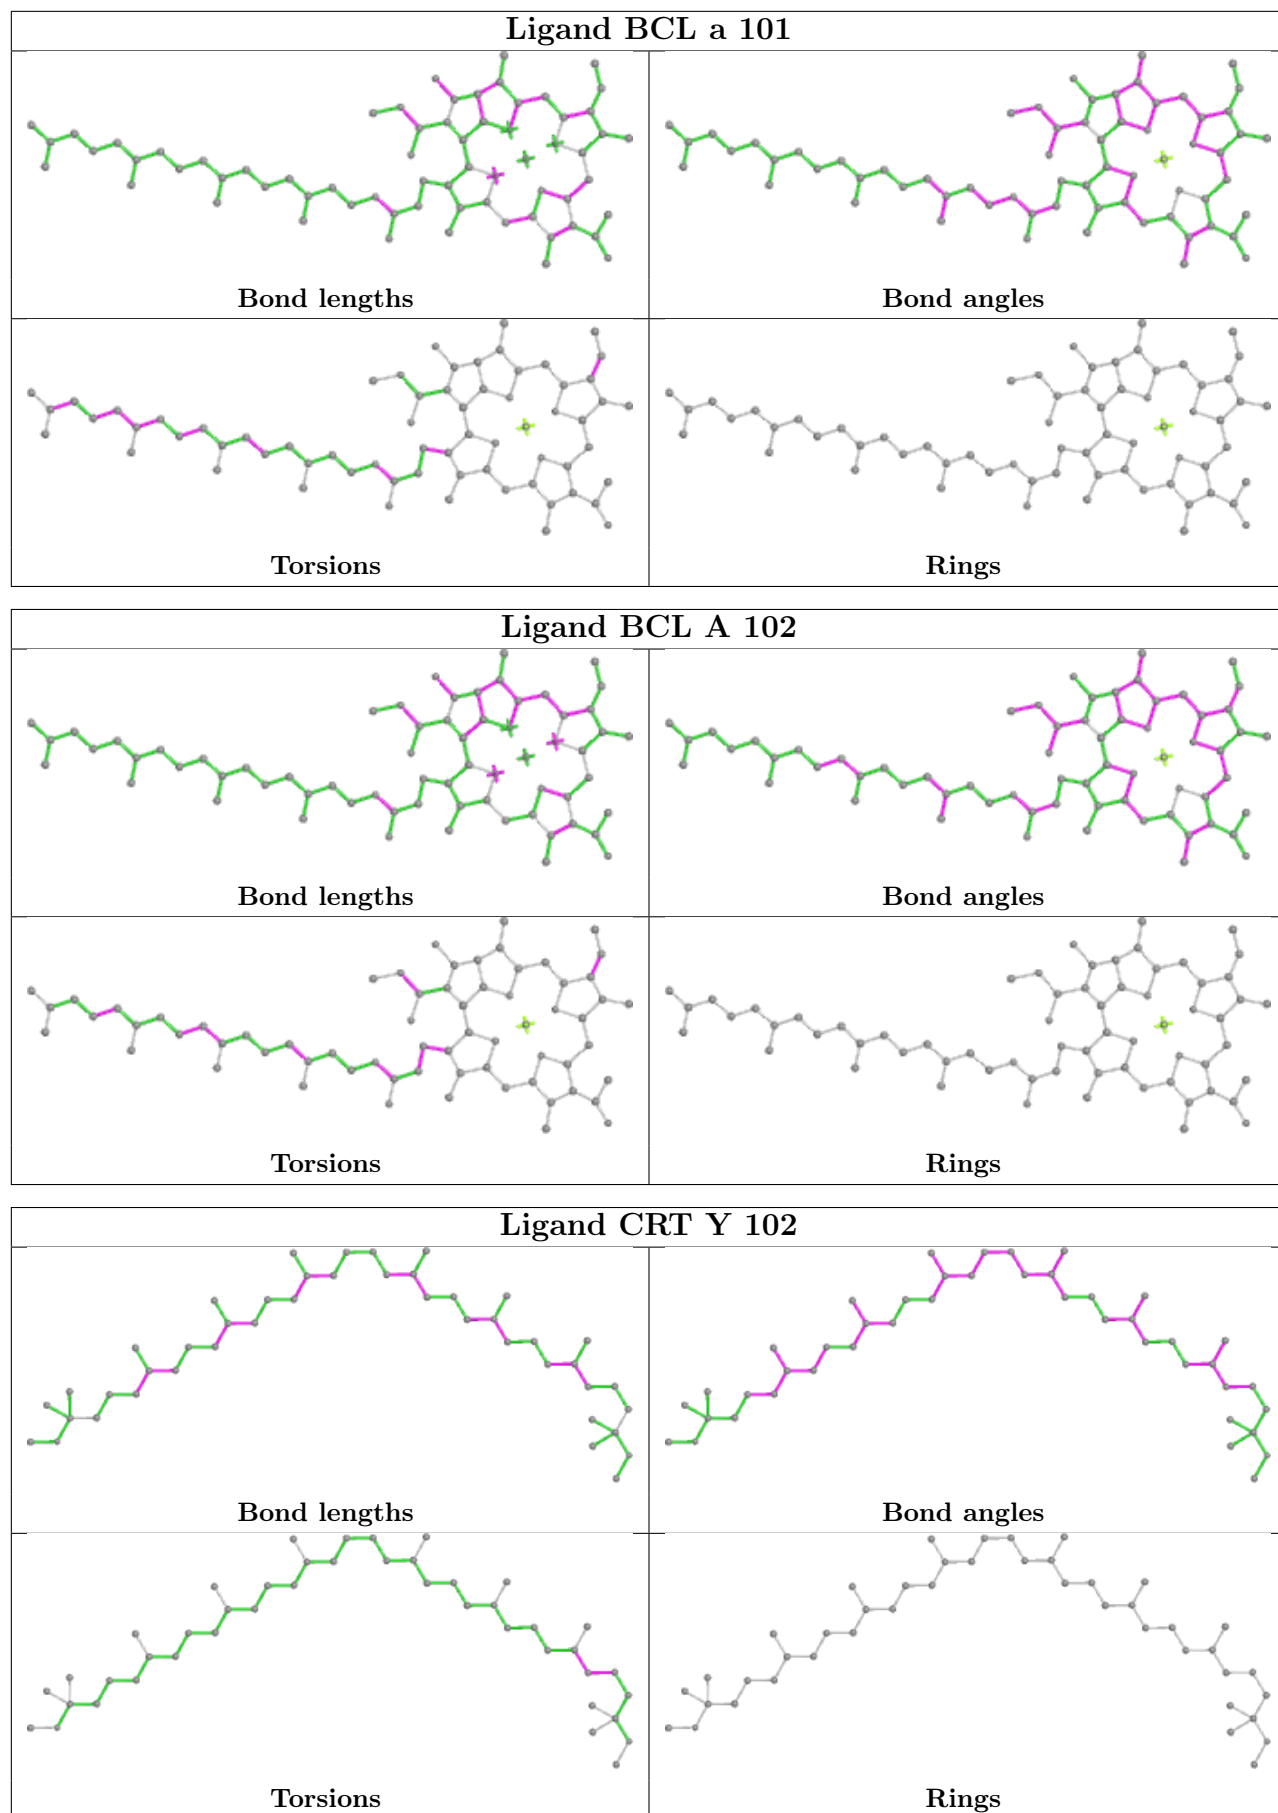 Ligand BCL a 101
Bond lengths
Bond angles
Torsions
Rings
Ligand BCL A 102
Bond lengths
Bond angles
Torsions
Rings
Ligand CRT Y 102
Bond lengths
Bond angles
Torsions
Rings